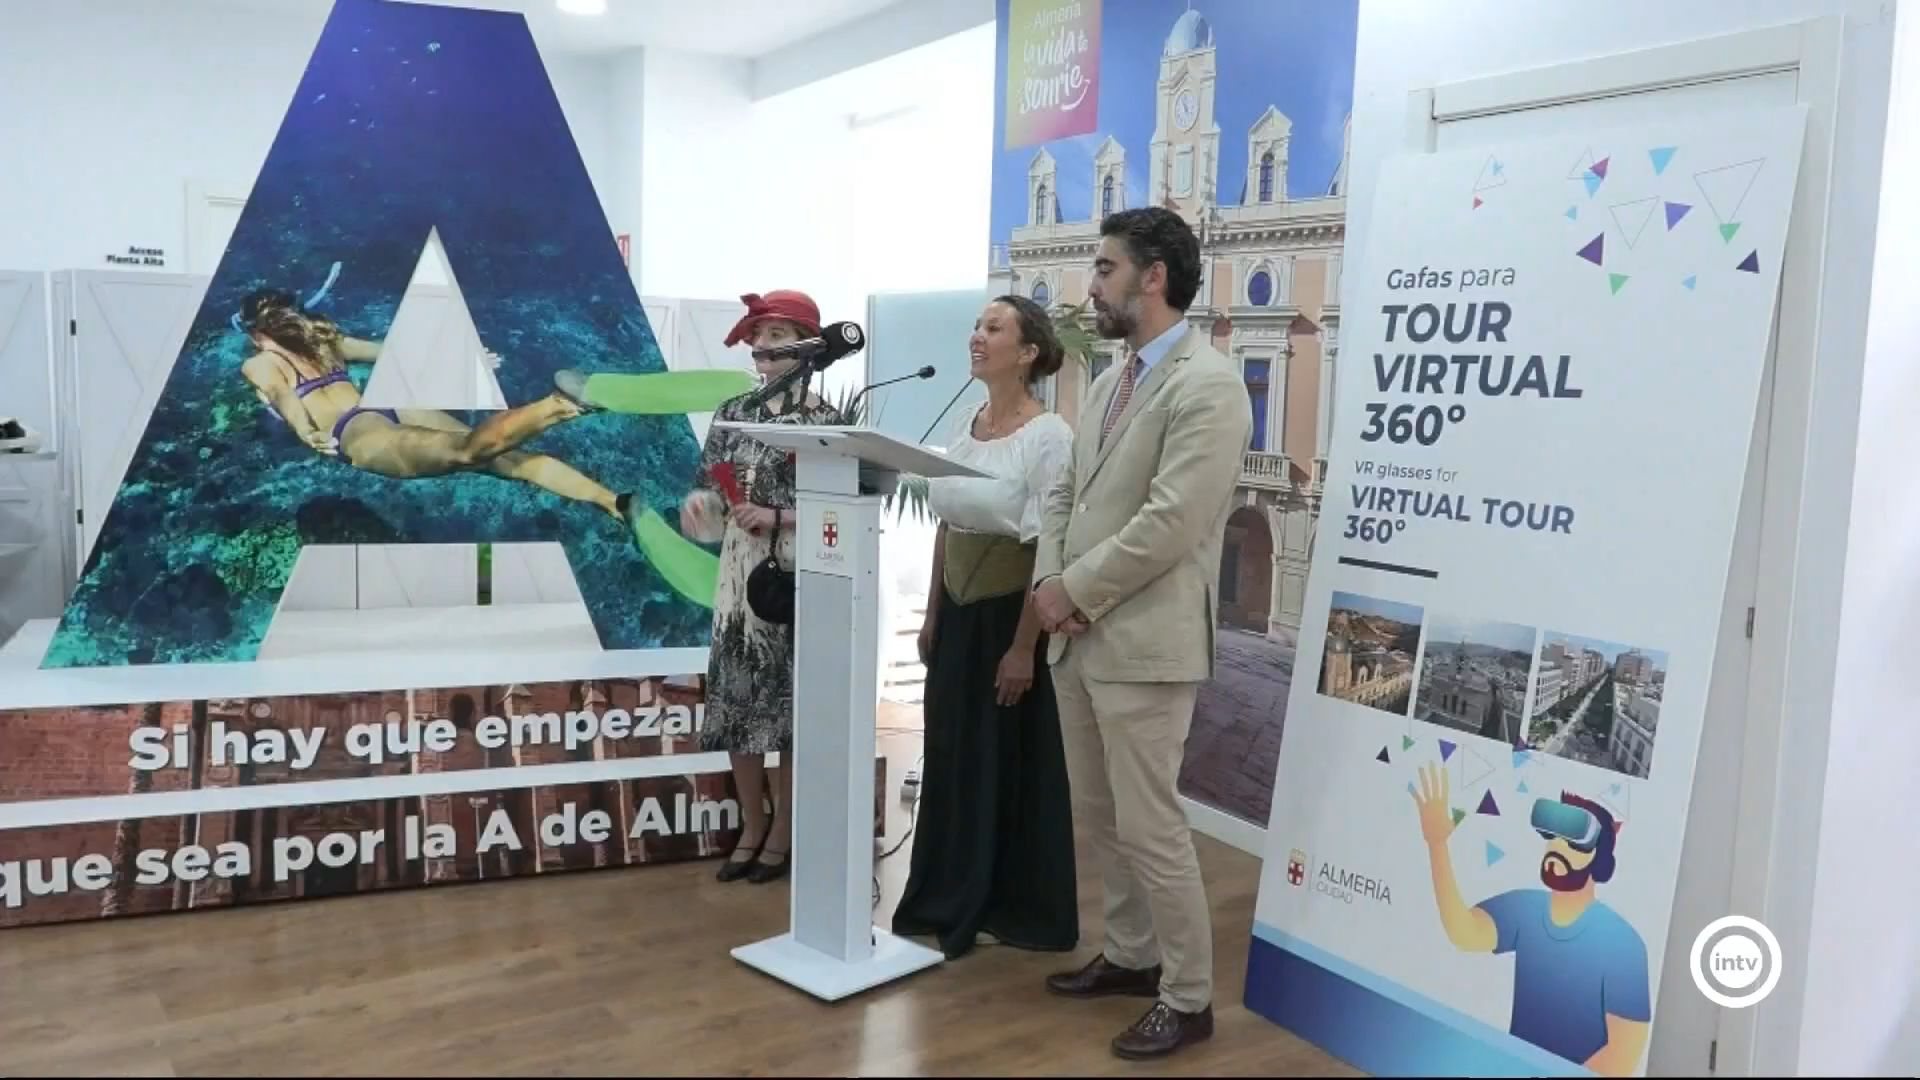 Acceso
Planta Alta
Si hay que empezar
que sea por la A de Alm
Almería
la vida te
sonríe
ALMERÍA
Gafas para
TOUR
VIRTUAL
360°
VR glasses for
VIRTUAL TOUR
360°
ALMERÍA
CIUDAD
intv